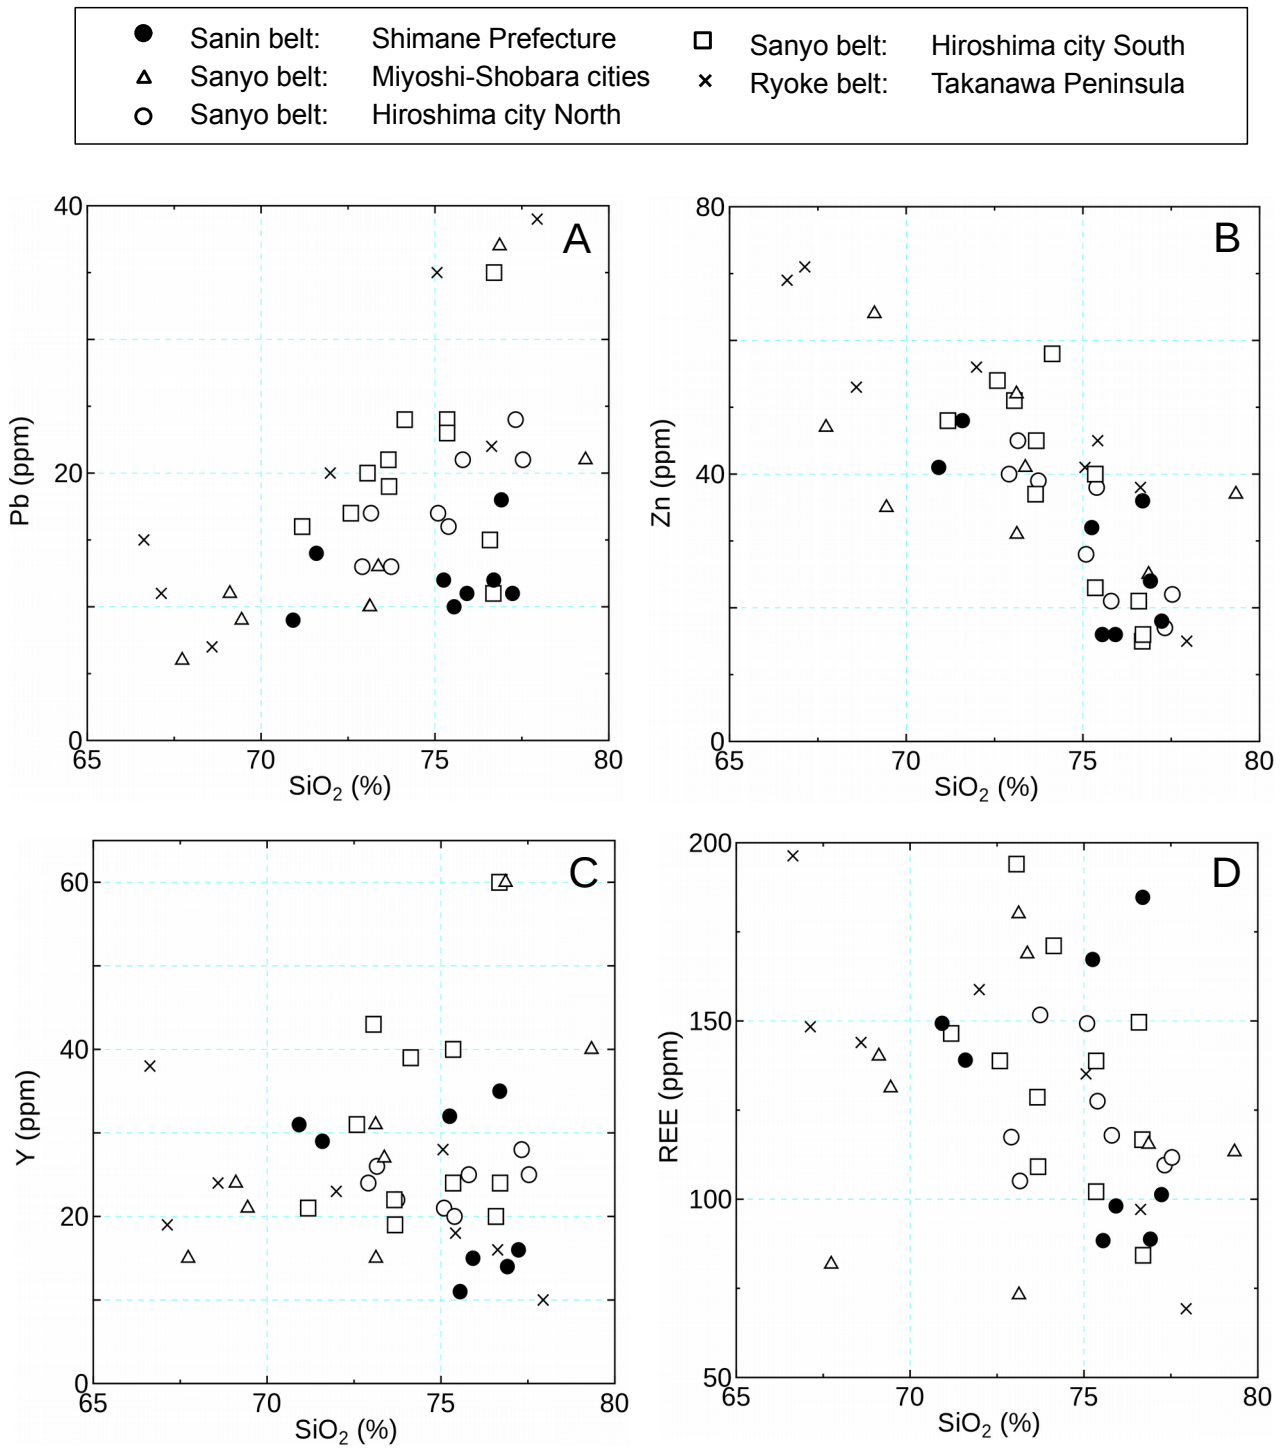 Sanin belt: Shimane Prefecture
Sanyo belt: Miyoshi-Shobara cities
Sanyo belt: Hiroshima city North
Sanyo belt: Hiroshima city South
Ryoke belt: Takanawa Peninsula
A
40
20
0
Pb (ppm)
65 70 75 80
SiO₂ (%)
B
80
40
0
Zn (ppm)
65 70 75 80
SiO₂ (%)
C
60
40
20
0
Y (ppm)
65 70 75 80
SiO₂ (%)
D
200
150
100
50
REE (ppm)
65 70 75 80
SiO₂ (%)